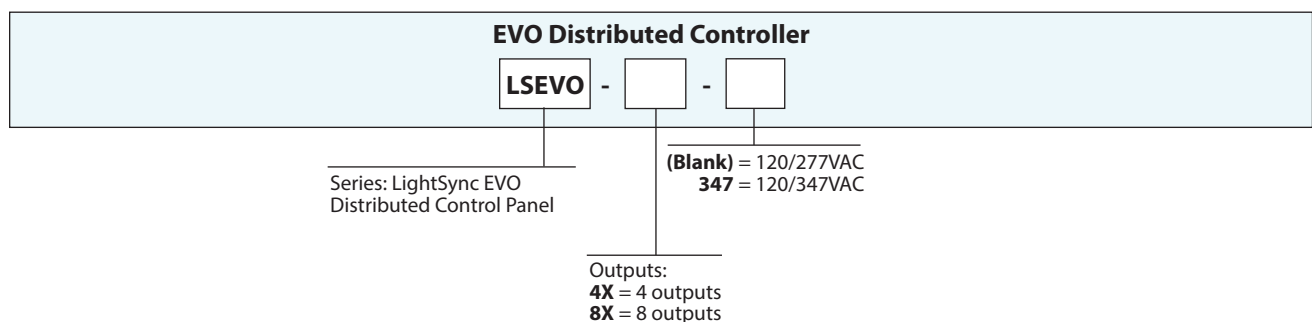 EVO Distributed Controller
LSEVO - -
Series: LightSync EVO
Distributed Control Panel
(Blank) = 120/277VAC
347 = 120/347VAC
Outputs:
4X = 4 outputs
8X = 8 outputs